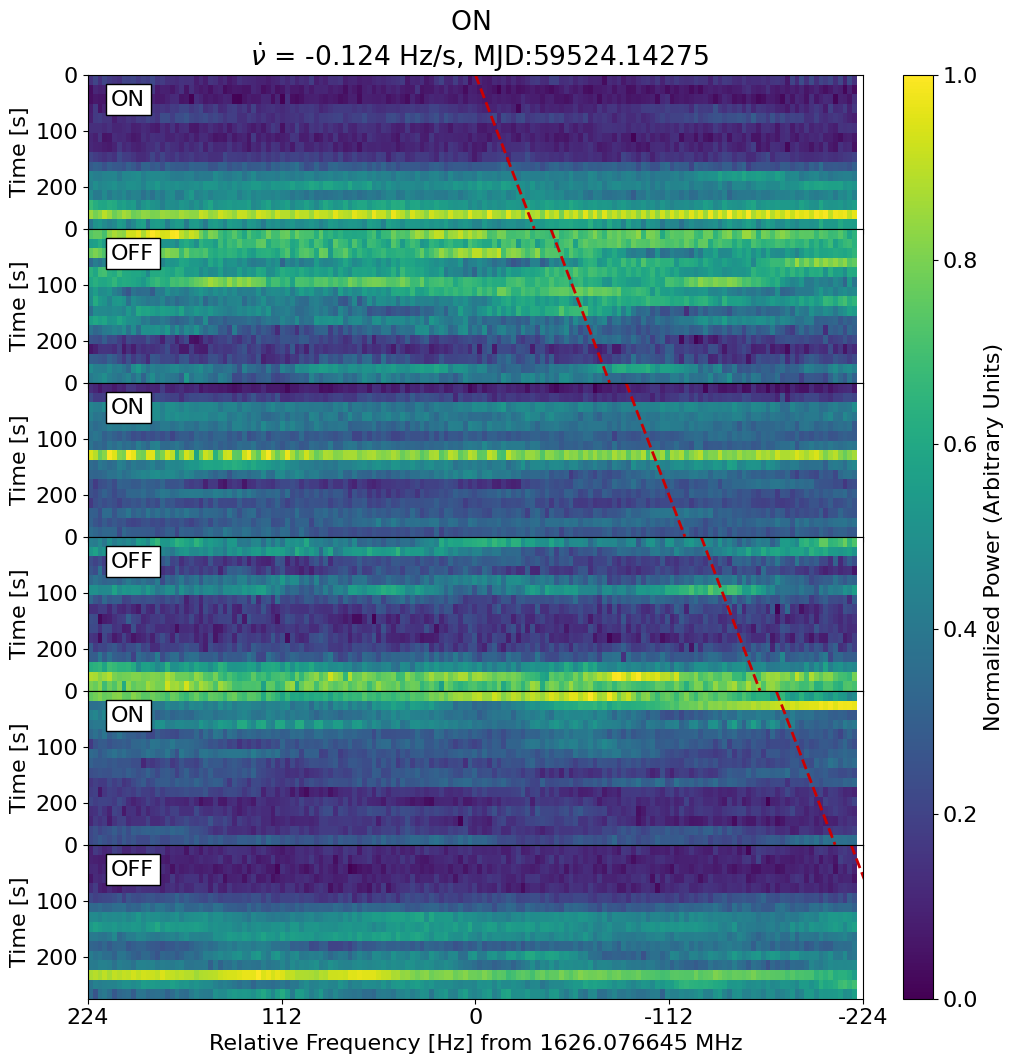 ON
ν̇ = -0.124 Hz/s, MJD:59524.14275
0
ON
100
200
Time [s]
0
OFF
100
200
Time [s]
0
ON
100
200
Time [s]
0
OFF
100
200
Time [s]
0
ON
100
200
Time [s]
0
OFF
100
200
Time [s]
224 112 0 -112 -224
Relative Frequency [Hz] from 1626.076645 MHz
1.0
0.8
0.6
0.4
0.2
0.0
Normalized Power (Arbitrary Units)